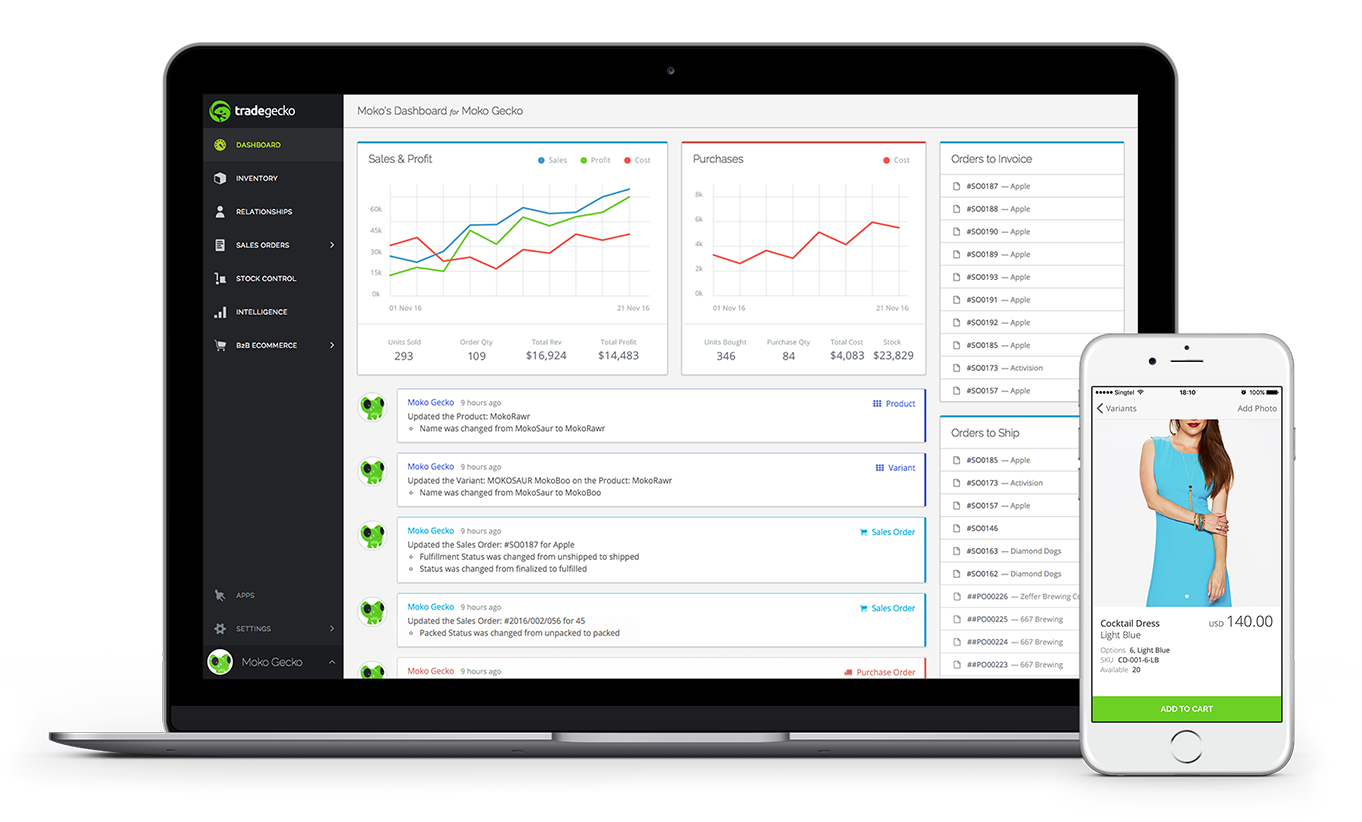 tradegecko
Moko's Dashboard for Moko Gecko
DASHBOARD
INVENTORY
RELATIONSHIPS
SALES ORDERS
STOCK CONTROL
INTELLIGENCE
B2B ECOMMERCE
APPS
SETTINGS
Moko Gecko
Sales & Profit
Sales Profit Cost
60k
45k
30k
15k
0k
01 Nov 16 21 Nov 16
Units Sold Order Qty Total Rev Total Profit
293 109 $16,924 $14,483
Purchases
Cost
8k
6k
4k
2k
0k
01 Nov 16 21 Nov 16
Units Bought Purchase Qty Total Cost Stock
346 84 $4,083 $23,829
Moko Gecko 9 hours ago Product
Updated the Product: MokoRawr
Name was changed from MokoSaur to MokoRawr
Moko Gecko 9 hours ago Variant
Updated the Variant: MOKOSAUR MokoBoo on the Product: MokoRawr
Name was changed from MokoSaur to MokoBoo
Moko Gecko 9 hours ago Sales Order
Updated the Sales Order: #SO0187 for Apple
Fulfillment Status was changed from unshipped to shipped
Status was changed from finalized to fulfilled
Moko Gecko 9 hours ago Sales Order
Updated the Sales Order: #2016/002/056 for 45
Packed Status was changed from unpacked to packed
Moko Gecko 9 hours ago Purchase Order
Orders to Invoice
#SO0187 — Apple
#SO0188 — Apple
#SO0190 — Apple
#SO0189 — Apple
#SO0193 — Apple
#SO0191 — Apple
#SO0192 — Apple
#SO0185 — Apple
#SO0173 — Activision
#SO0157 — Apple
Orders to Ship
#SO0185 — Apple
#SO0173 — Activision
#SO0157 — Apple
#SO0146
#SO0163 — Diamond Dogs
#SO0162 — Diamond Dogs
##PO00226 — Zeffer Brewing Co
##PO00225 — 667 Brewing
##PO00224 — 667 Brewing
##PO00223 — 667 Brewing
Singtel 18:10 100%
Variants Add Photo
Cocktail Dress USD 140.00
Light Blue
Options 6, Light Blue
SKU CD-001-6-LB
Available 20
ADD TO CART